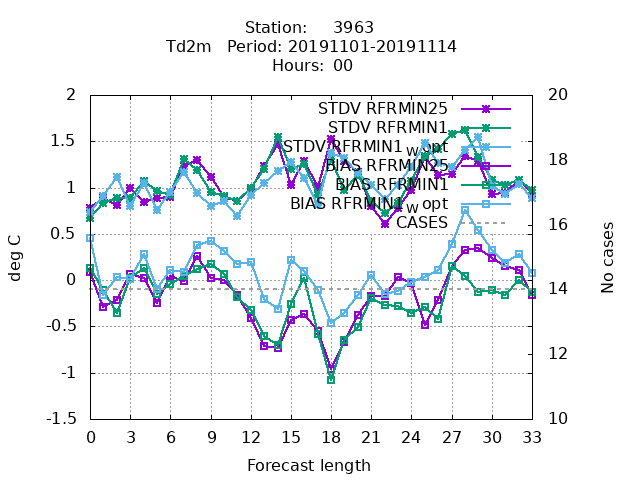 Station: 3963
Td2m Period: 20191101-20191114
Hours: 00
2
1.5
1
0.5
0
-0.5
-1
-1.5
deg C
20
18
16
14
12
10
No cases
STDV RFRMIN25
STDV RFRMIN1
STDV RFRMIN1wopt
BIAS RFRMIN25
BIAS RFRMIN1
BIAS RFRMIN1wopt
CASES
0 3 6 9 12 15 18 21 24 27 30 33
Forecast length